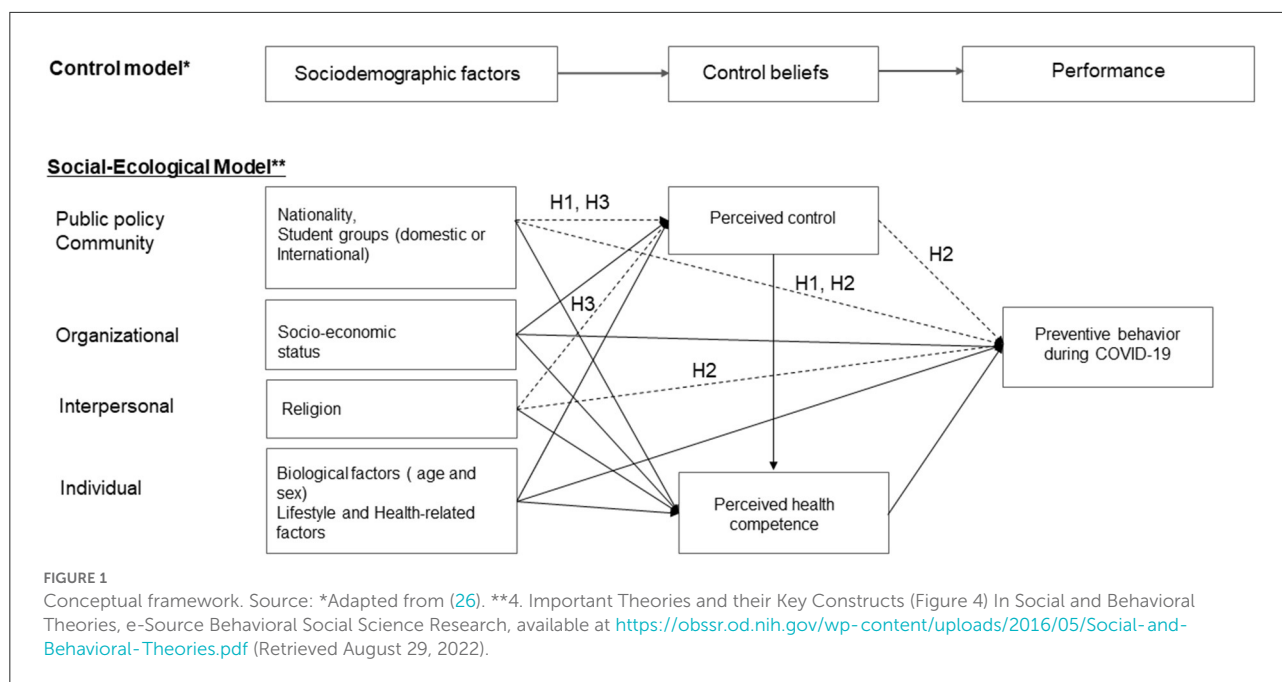 Control model*
Sociodemographic factors
Control beliefs
Performance
Social-Ecological Model**
Public policy
Community
Nationality,
Student groups (domestic or
International)
H1, H3
Perceived control
H2
H1, H2
H3
Organizational
Socio-economic
status
Preventive behavior
during COVID-19
H2
Interpersonal
Religion
Individual
Biological factors ( age and
sex)
Lifestyle and Health-related
factors
Perceived health
competence
FIGURE 1
Conceptual framework. Source: *Adapted from (26). **4. Important Theories and their Key Constructs (Figure 4) In Social and Behavioral
Theories, e-Source Behavioral Social Science Research, available at https://obssr.od.nih.gov/wp-content/uploads/2016/05/Social-and-
Behavioral-Theories.pdf (Retrieved August 29, 2022).